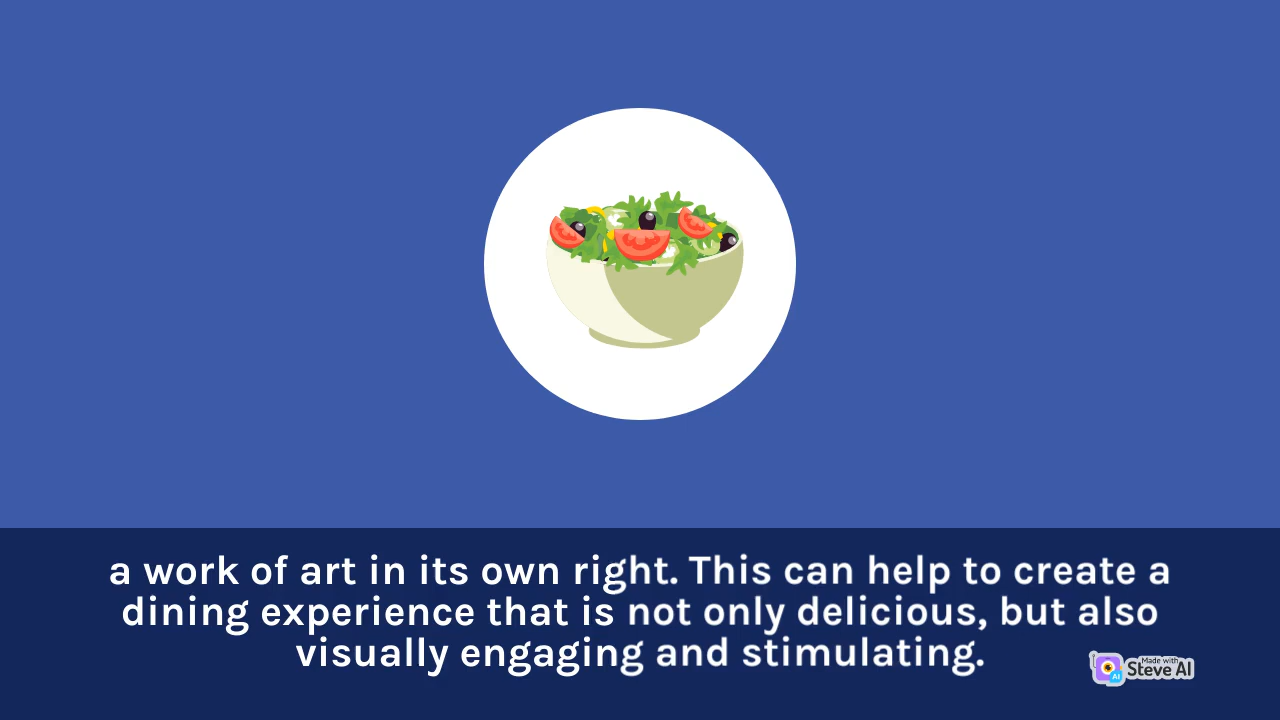 a work of art in its own right. This can help to create a
dining experience that is not only delicious, but also
visually engaging and stimulating.
Made with
Steve AI
AI